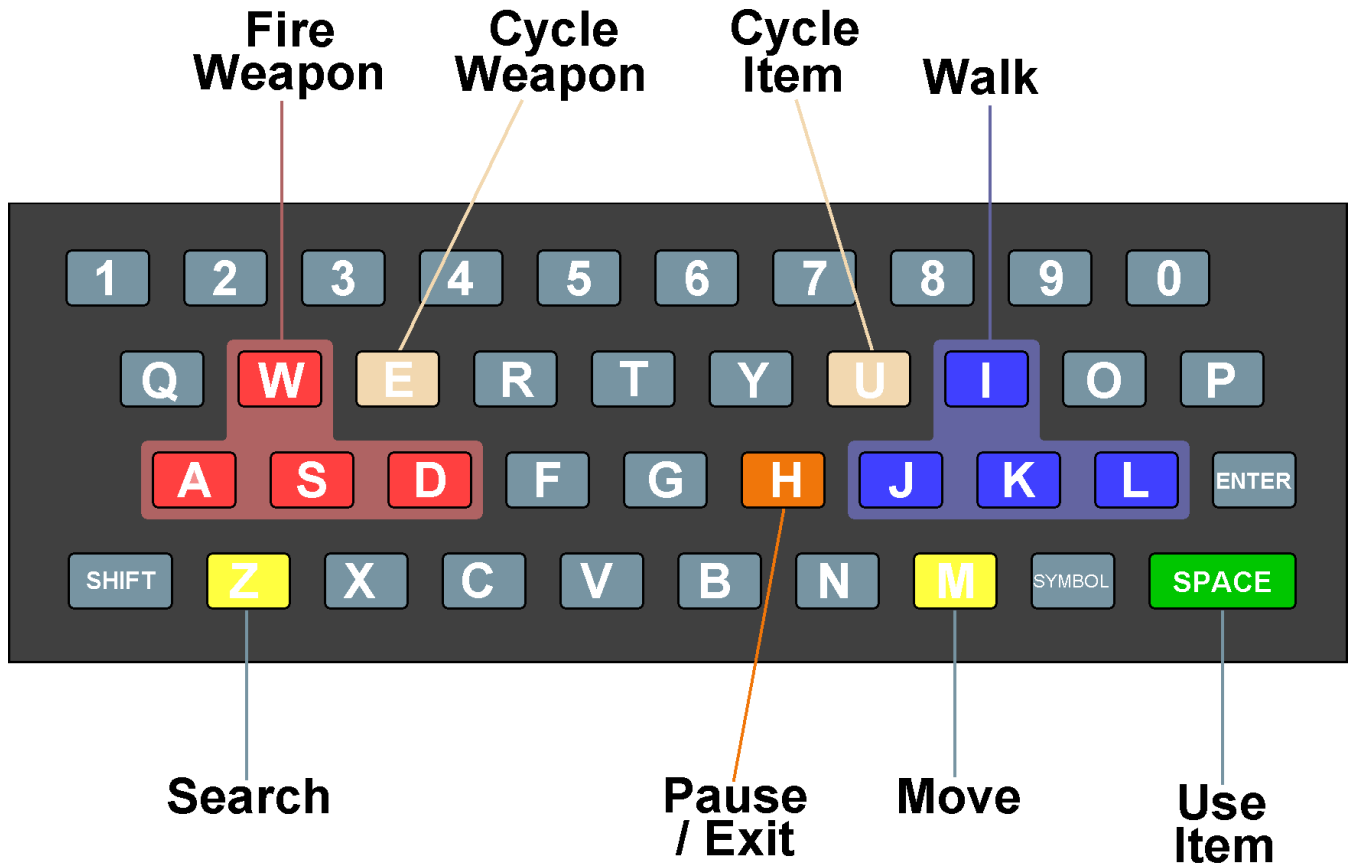 Fire
Weapon
Cycle
Weapon
Cycle
Item
Walk
1 2 3 4 5 6 7 8 9 0
Q W E R T Y U I O P
A S D F G H J K L ENTER
SHIFT Z X C V B N M SYMBOL SPACE
Search
Pause
/ Exit
Move
Use
Item